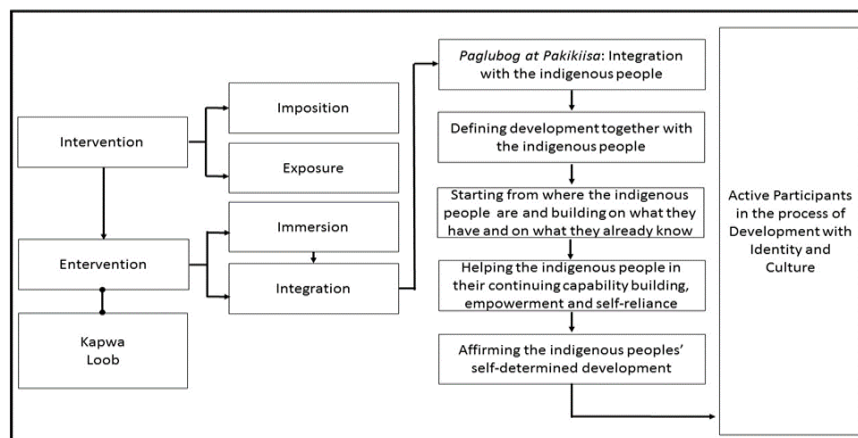 Intervention
Imposition
Exposure
Entervention
Immersion
Integration
Kapwa
Loob
Paglubog at Pakikiisa: Integration
with the indigenous people
Defining development together with
the indigenous people
Starting from where the indigenous
people are and building on what they
have and on what they already know
Helping the indigenous people in
their continuing capability building,
empowerment and self-reliance
Affirming the indigenous peoples'
self-determined development
Active Participants
in the process of
Development with
Identity and
Culture